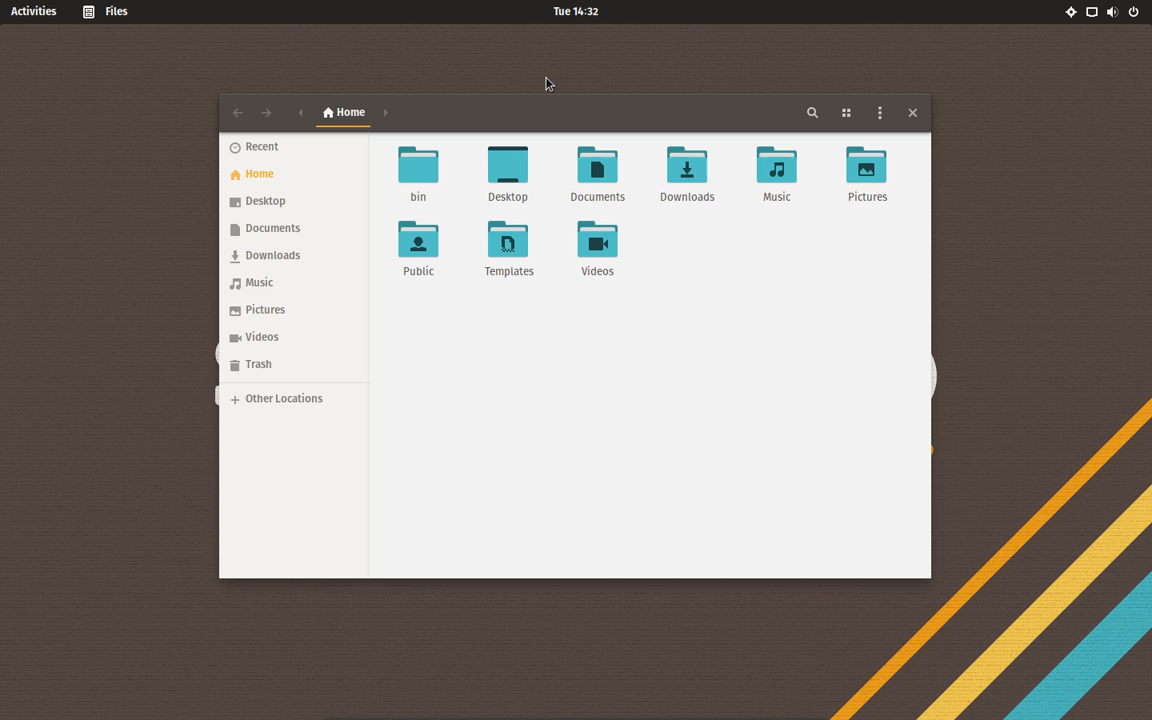 Activities Files Tue 14:32
Home
Recent
Home
Desktop
Documents
Downloads
Music
Pictures
Videos
Trash
Other Locations
bin Desktop Documents Downloads Music Pictures
Public Templates Videos